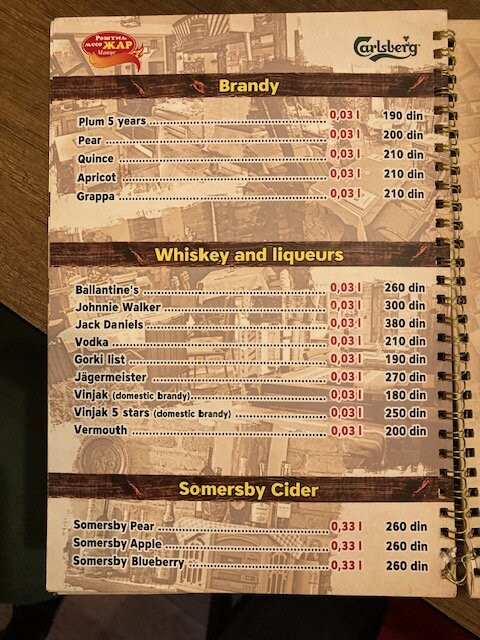 Роштиљ
месо ЖАР
Carlsberg
Brandy
Plum 5 years 0,03 l 190 din
Pear 0,03 l 200 din
Quince 0,03 l 210 din
Apricot 0,03 l 210 din
Grappa 0,03 l 210 din
Whiskey and liqueurs
Ballantine's 0,03 l 260 din
Johnnie Walker 0,03 l 300 din
Jack Daniels 0,03 l 380 din
Vodka 0,03 l 210 din
Gorki list 0,03 l 190 din
Jägermeister 0,03 l 270 din
Vinjak (domestic brandy) 0,03 l 180 din
Vinjak 5 stars (domestic brandy) 0,03 l 250 din
Vermouth 0,03 l 200 din
Somersby Cider
Somersby Pear 0,33 l 260 din
Somersby Apple 0,33 l 260 din
Somersby Blueberry 0,33 l 260 din